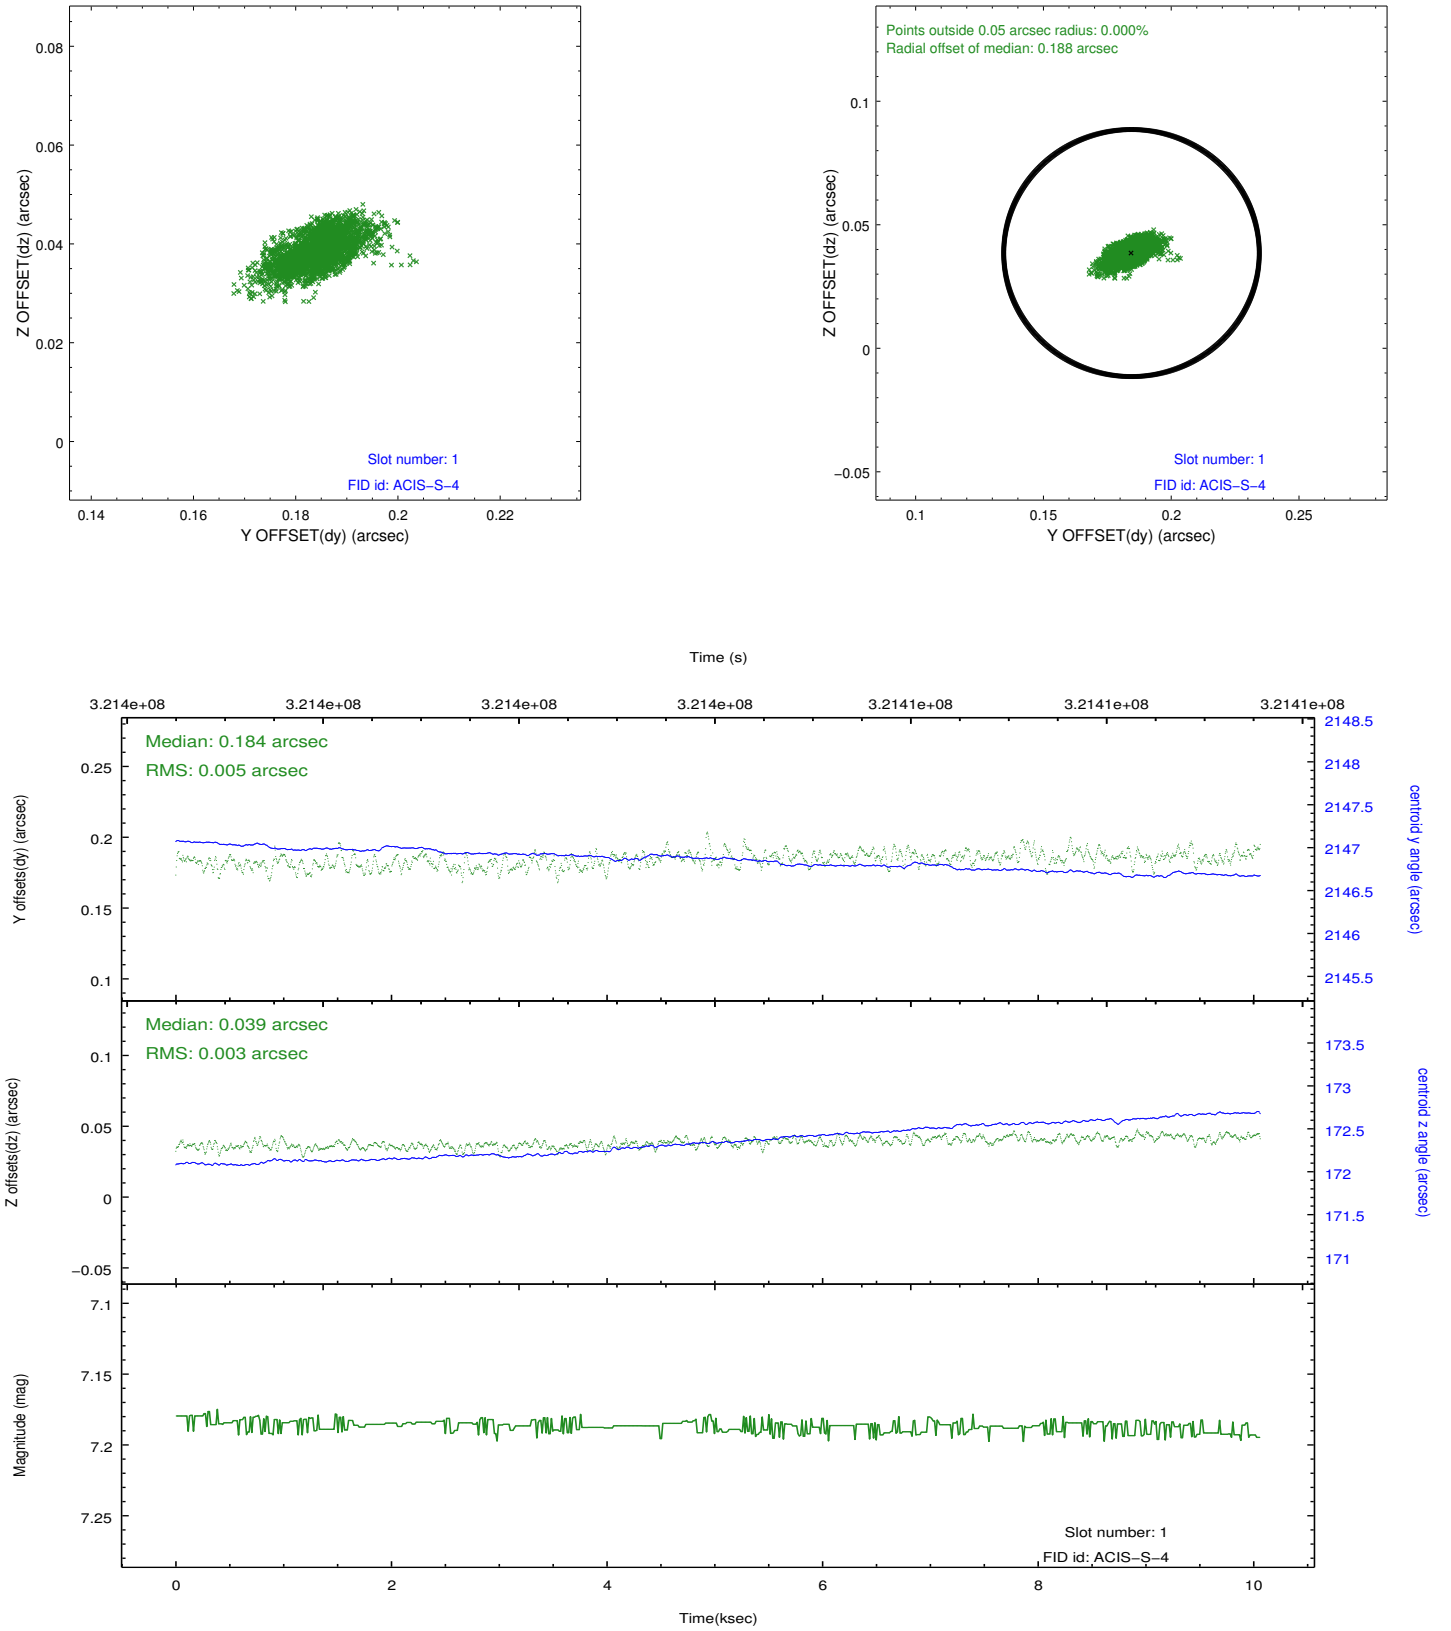 0.08
0.06
0.04
0.02
0
Z OFFSET(dz) (arcsec)
Slot number: 1
FID id: ACIS−S−4
0.14 0.16 0.18 0.2 0.22
Y OFFSET(dy) (arcsec)
Points outside 0.05 arcsec radius: 0.000%
Radial offset of median: 0.188 arcsec
0.1
0.05
0
−0.05
Z OFFSET(dz) (arcsec)
Slot number: 1
FID id: ACIS−S−4
0.1 0.15 0.2 0.25
Y OFFSET(dy) (arcsec)
Time (s)
3.214e+08 3.214e+08 3.214e+08 3.214e+08 3.2141e+08 3.2141e+08 3.2141e+08
Median: 0.184 arcsec
RMS: 0.005 arcsec
0.25
0.2
0.15
0.1
Y offsets(dy) (arcsec)
2148.5
2148
2147.5
2147
2146.5
2146
2145.5
centroid y angle (arcsec)
Median: 0.039 arcsec
RMS: 0.003 arcsec
0.1
0.05
0
−0.05
Z offsets(dz) (arcsec)
173.5
173
172.5
172
171.5
171
centroid z angle (arcsec)
7.1
7.15
7.2
7.25
Magnitude (mag)
Slot number: 1
FID id: ACIS−S−4
0 2 4 6 8 10
Time(ksec)